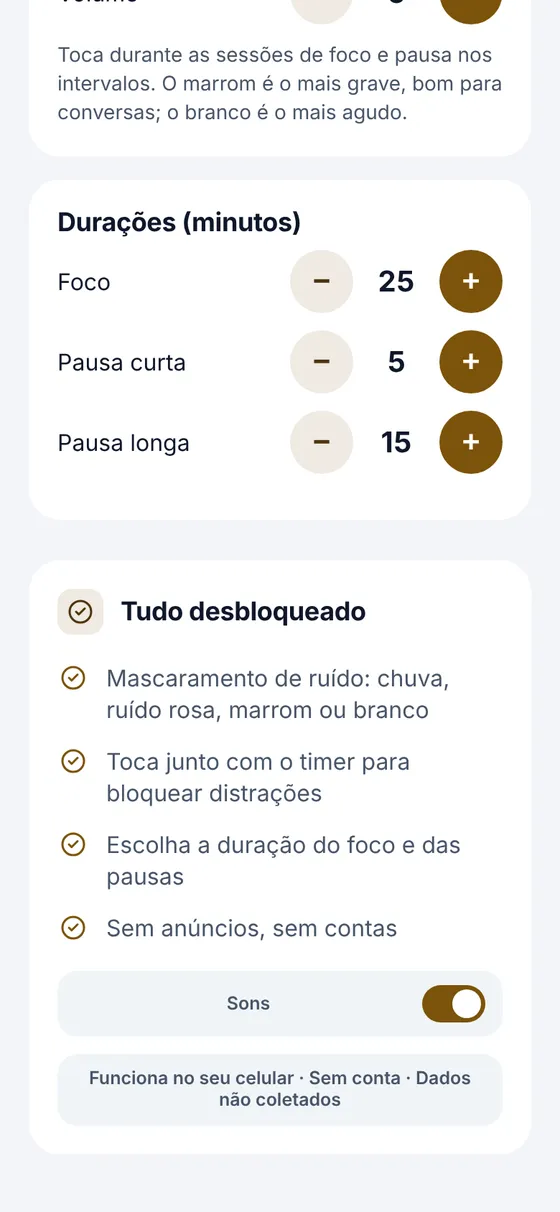 Toca durante as sessões de foco e pausa nos
intervalos. O marrom é o mais grave, bom para
conversas; o branco é o mais agudo.
Durações (minutos)
Foco − 25 +
Pausa curta − 5 +
Pausa longa − 15 +
Tudo desbloqueado
Mascaramento de ruído: chuva,
ruído rosa, marrom ou branco
Toca junto com o timer para
bloquear distrações
Escolha a duração do foco e das
pausas
Sem anúncios, sem contas
Sons
Funciona no seu celular · Sem conta · Dados
não coletados